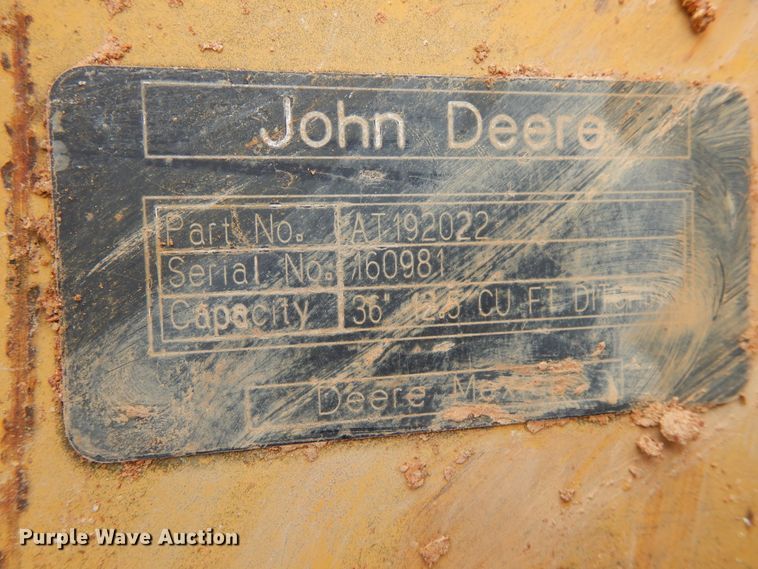 John Deere
Part No. AT192022
Serial No. 160981
Capacity 36" 12.5 CU FT
Deere
Purple Wave Auction